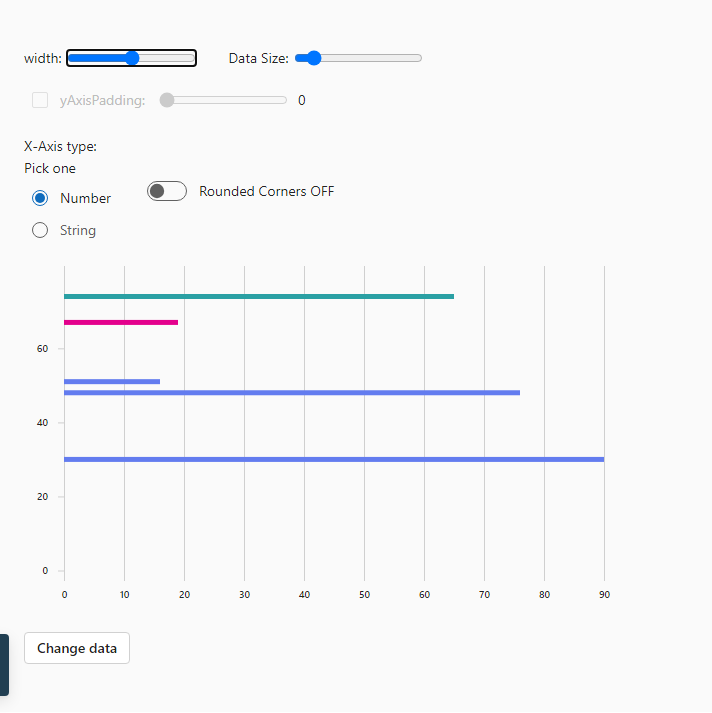 width: Data Size:
yAxisPadding: 0
X-Axis type:
Pick one
Number Rounded Corners OFF
String
60
40
20
0
0 10 20 30 40 50 60 70 80 90
Change data